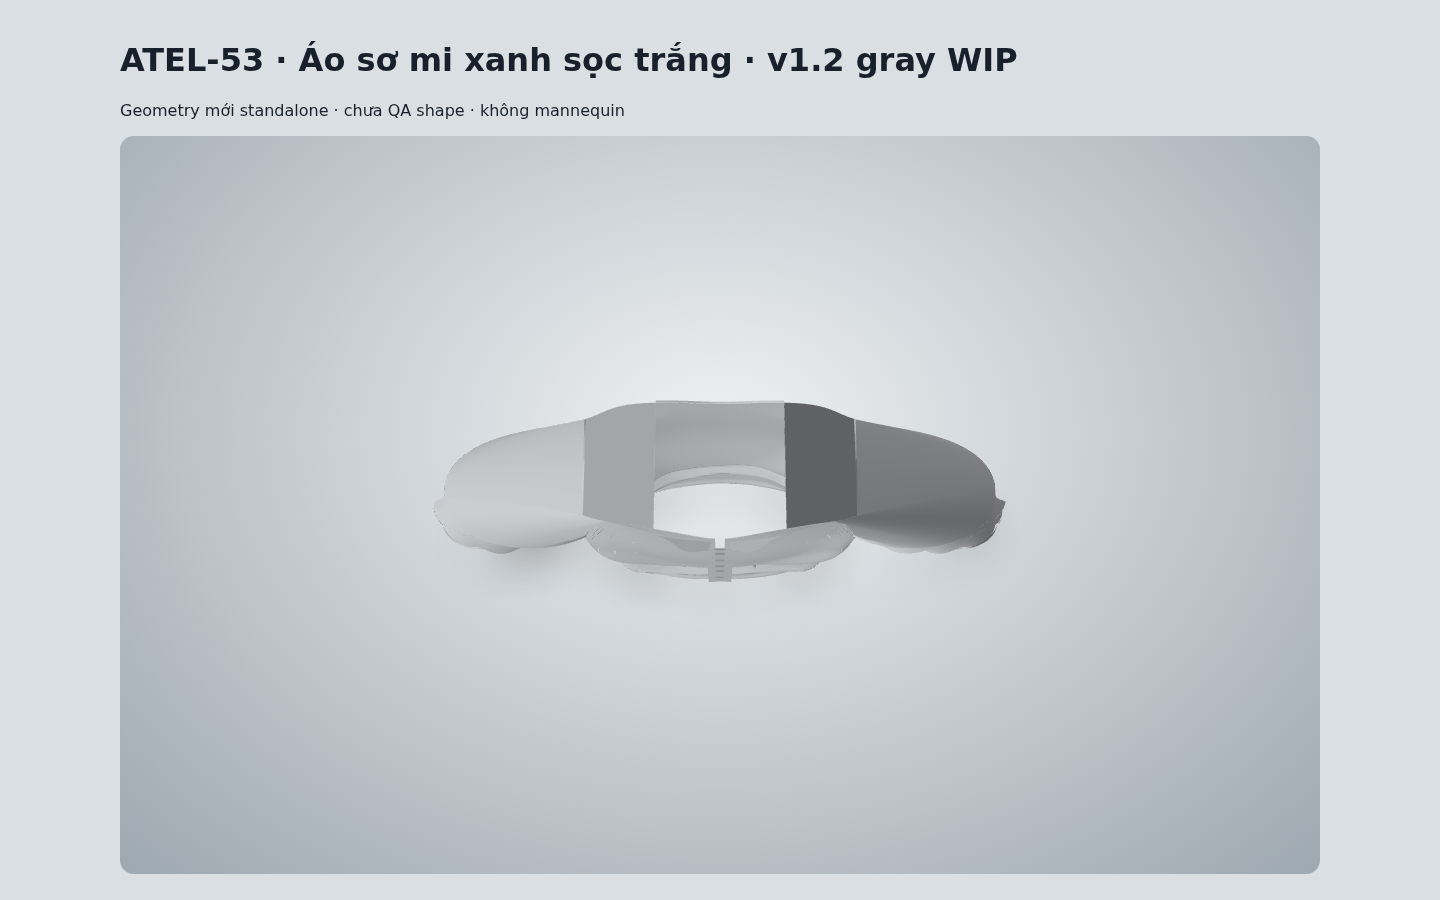 ATEL-53 · Áo sơ mi xanh sọc trắng · v1.2 gray WIP
Geometry mới standalone · chưa QA shape · không mannequin